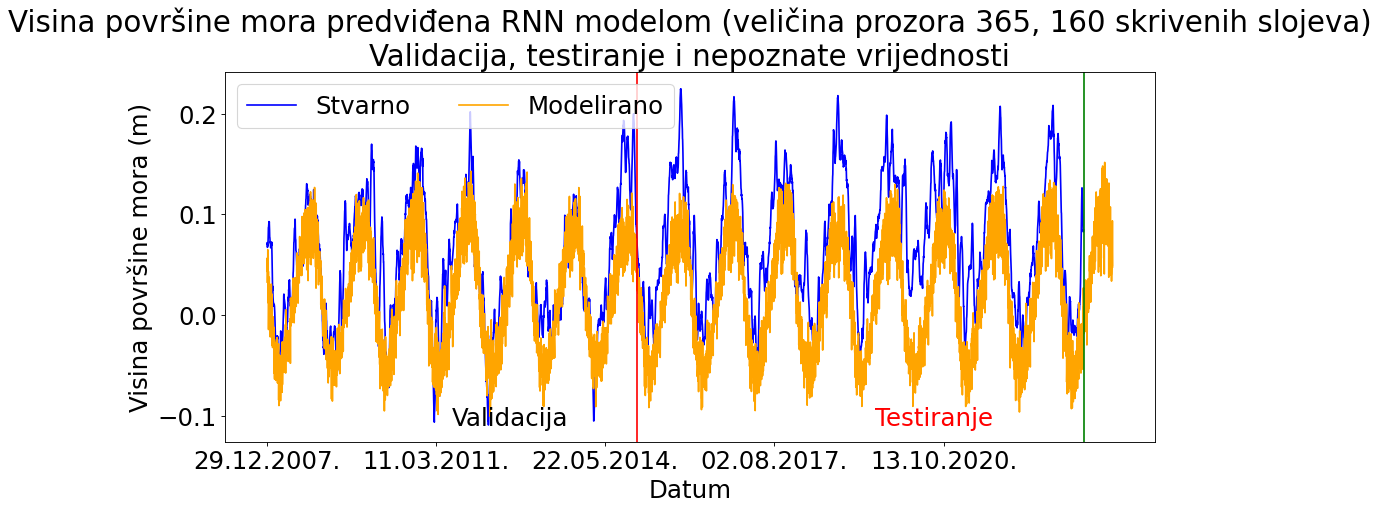 Visina površine mora predviđena RNN modelom (veličina prozora 365, 160 skrivenih slojeva)
Validacija, testiranje i nepoznate vrijednosti
Stvarno
Modelirano
Visina površine mora (m)
0.2
0.1
0.0
−0.1
Validacija
Testiranje
29.12.2007.
11.03.2011.
22.05.2014.
02.08.2017.
13.10.2020.
Datum